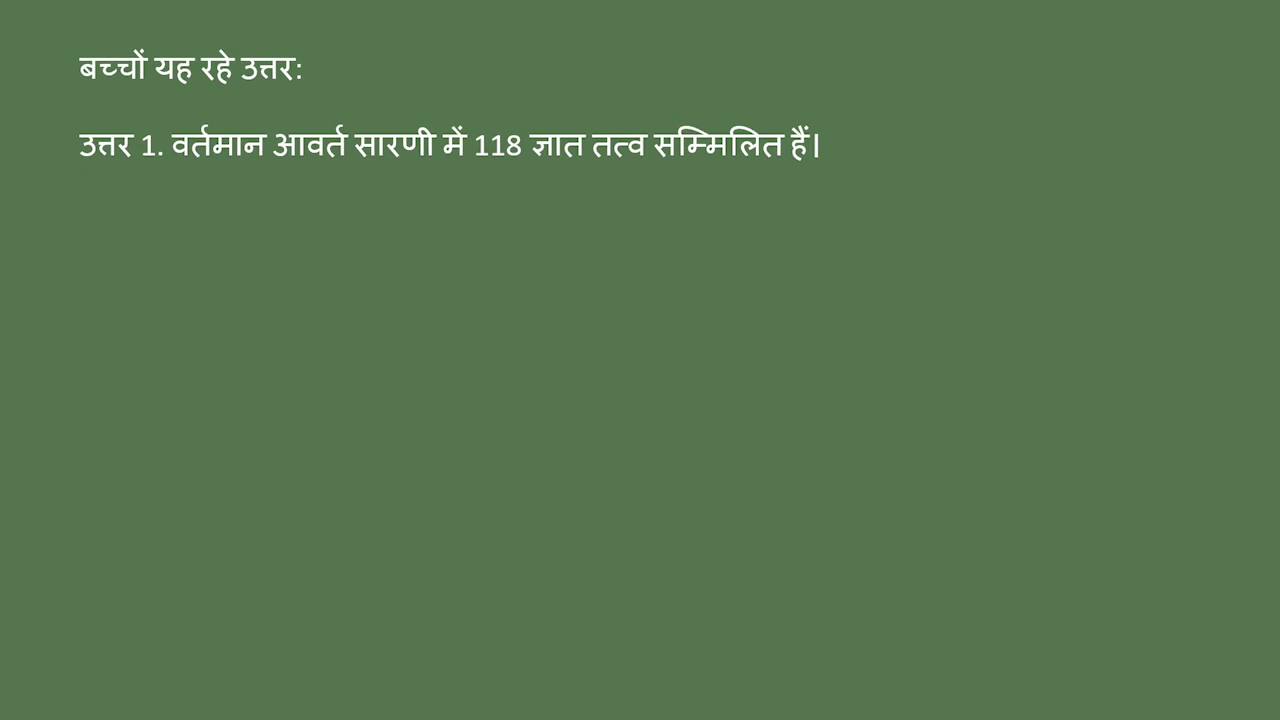 बच्चों यह रहे उत्तर:
उत्तर 1. वर्तमान आवर्त सारणी में 118 ज्ञात तत्व सम्मिलित हैं।